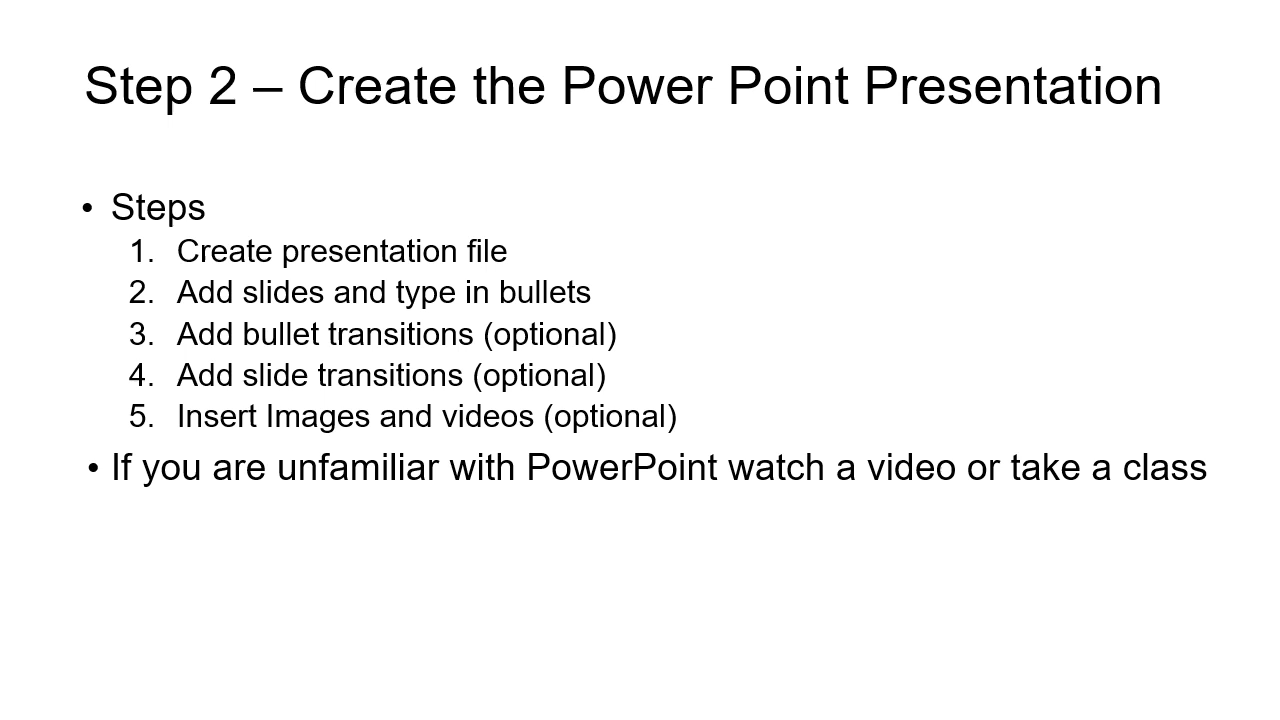 Step 2 – Create the Power Point Presentation
• Steps
1. Create presentation file
2. Add slides and type in bullets
3. Add bullet transitions (optional)
4. Add slide transitions (optional)
5. Insert Images and videos (optional)
• If you are unfamiliar with PowerPoint watch a video or take a class